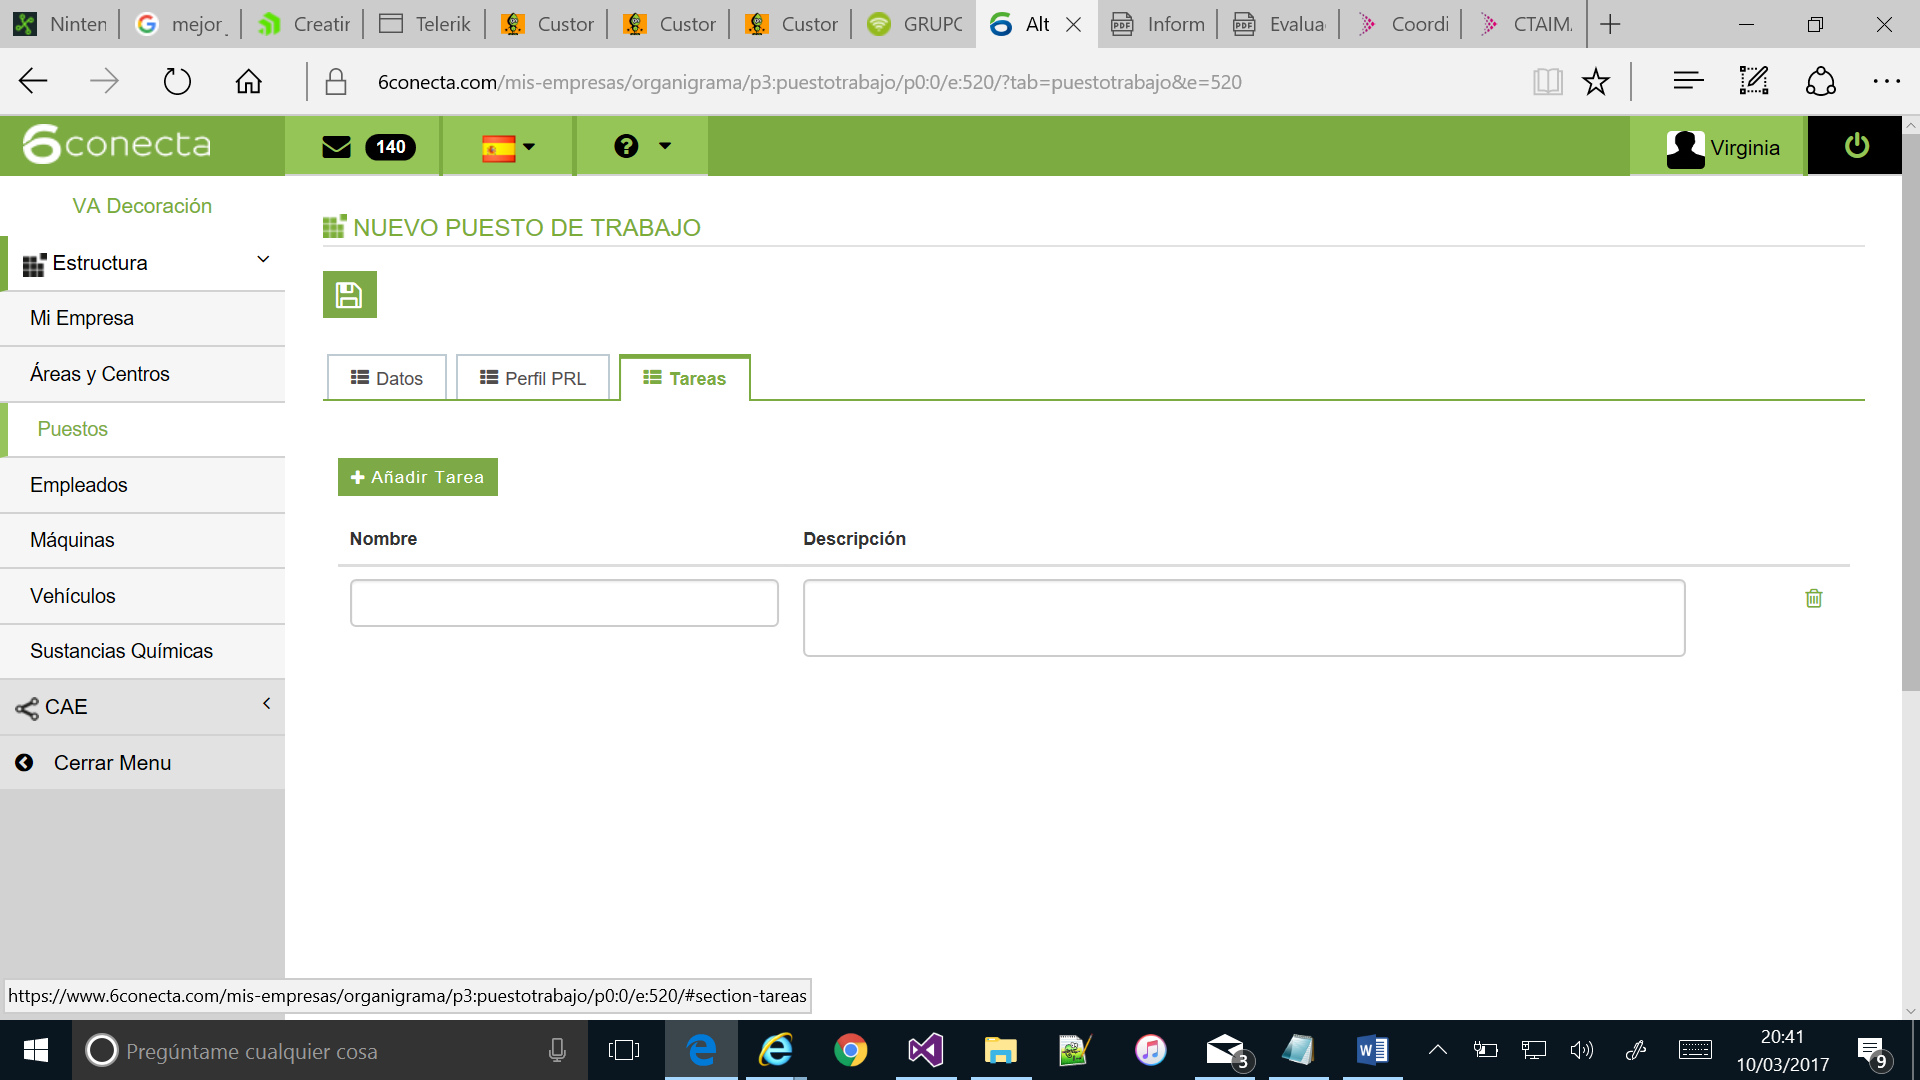 Ninten
mejor
Creatir
Telerik
Custor
Custor
Custor
GRUPO
Alt
Inform
Evalua
Coordi
CTAIM
6conecta.com/mis-empresas/organigrama/p3:puestotrabajo/p0:0/e:520/?tab=puestotrabajo&e=520
6conecta
140
Virginia
VA Decoración
Estructura
Mi Empresa
Áreas y Centros
Puestos
Empleados
Máquinas
Vehículos
Sustancias Químicas
CAE
Cerrar Menu
NUEVO PUESTO DE TRABAJO
Datos
Perfil PRL
Tareas
Añadir Tarea
Nombre
Descripción
https://www.6conecta.com/mis-empresas/organigrama/p3:puestotrabajo/p0:0/e:520/#section-tareas
Pregúntame cualquier cosa
3
20:41
10/03/2017
9